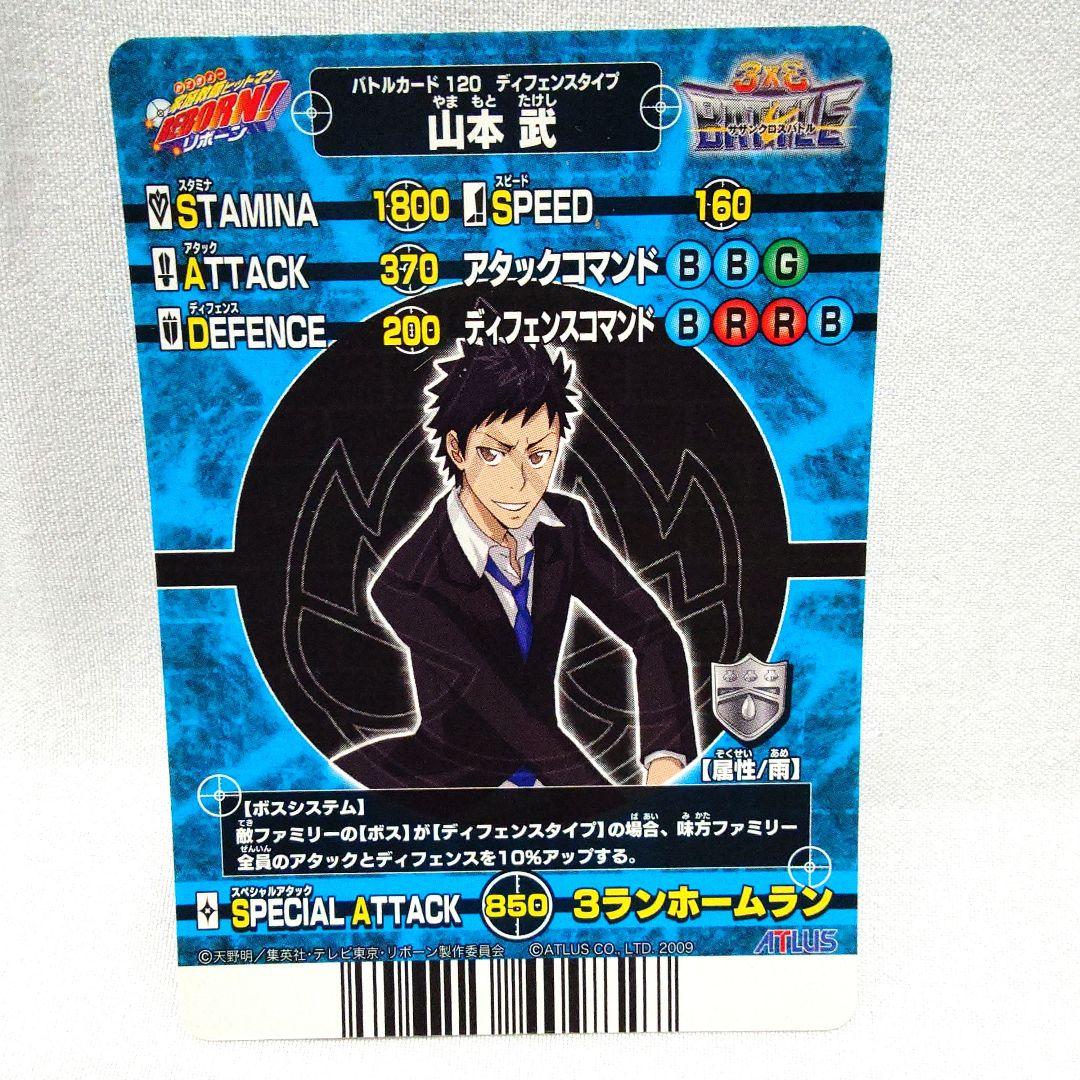 かてきょー
家庭教師ヒットマン
REBORN!
リボーン
バトルカード 120 ディフェンスタイプ
やま もと たけし
山本 武
3X3
BATTLE
サザンクロスバトル
スタミナ
STAMINA 1800
スピード
SPEED 160
アタック
ATTACK 370 アタックコマンド B B G
ディフェンス
DEFENCE 200 ディフェンスコマンド B R R B
ぞくせい あめ
【属性/雨】
【ボスシステム】
てき ば あい み かた
敵ファミリーの【ボス】が【ディフェンスタイプ】の場合、味方ファミリー
ぜんいん
全員のアタックとディフェンスを10%アップする。
スペシャルアタック
SPECIAL ATTACK 850 3ランホームラン
ATLUS
©天野明/集英社・テレビ東京・リボーン製作委員会 ©ATLUS CO., LTD. 2009